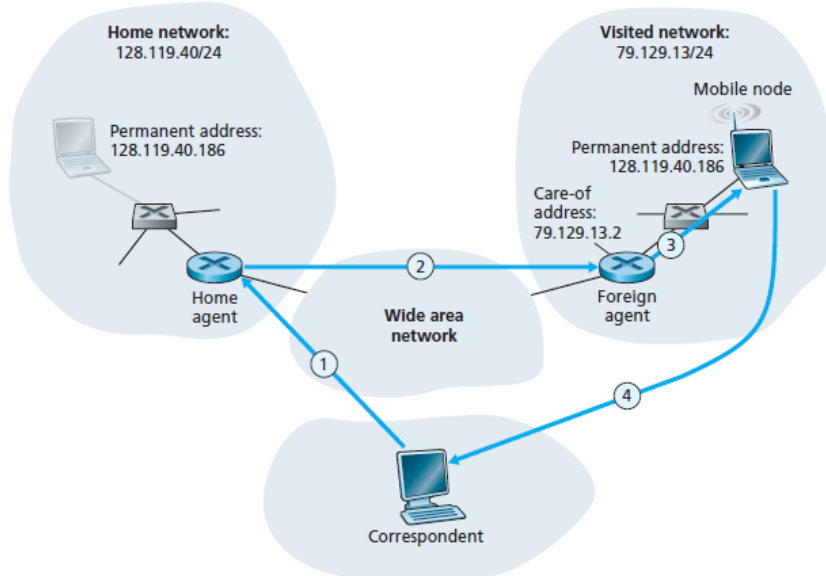 Home network:
128.119.40/24
Visited network:
79.129.13/24
Mobile node
Permanent address:
128.119.40.186
Permanent address:
128.119.40.186
Care-of
address:
79.129.13.2
3
2
Home
agent
Foreign
agent
Wide area
network
1
4
Correspondent